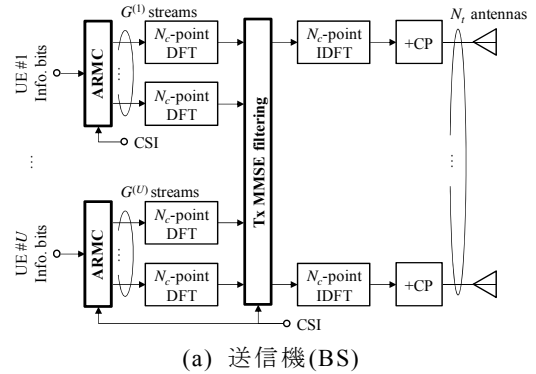 G(1) streams
Nt antennas
UE#1
Info. bits
ARMC
Nc-point
DFT
Nc-point
DFT
Nc-point
IDFT
+CP
CSI
...
Tx MMSE filtering
G(U) streams
UE#U
Info. bits
ARMC
Nc-point
DFT
Nc-point
DFT
Nc-point
IDFT
+CP
CSI
(a) 送信機(BS)